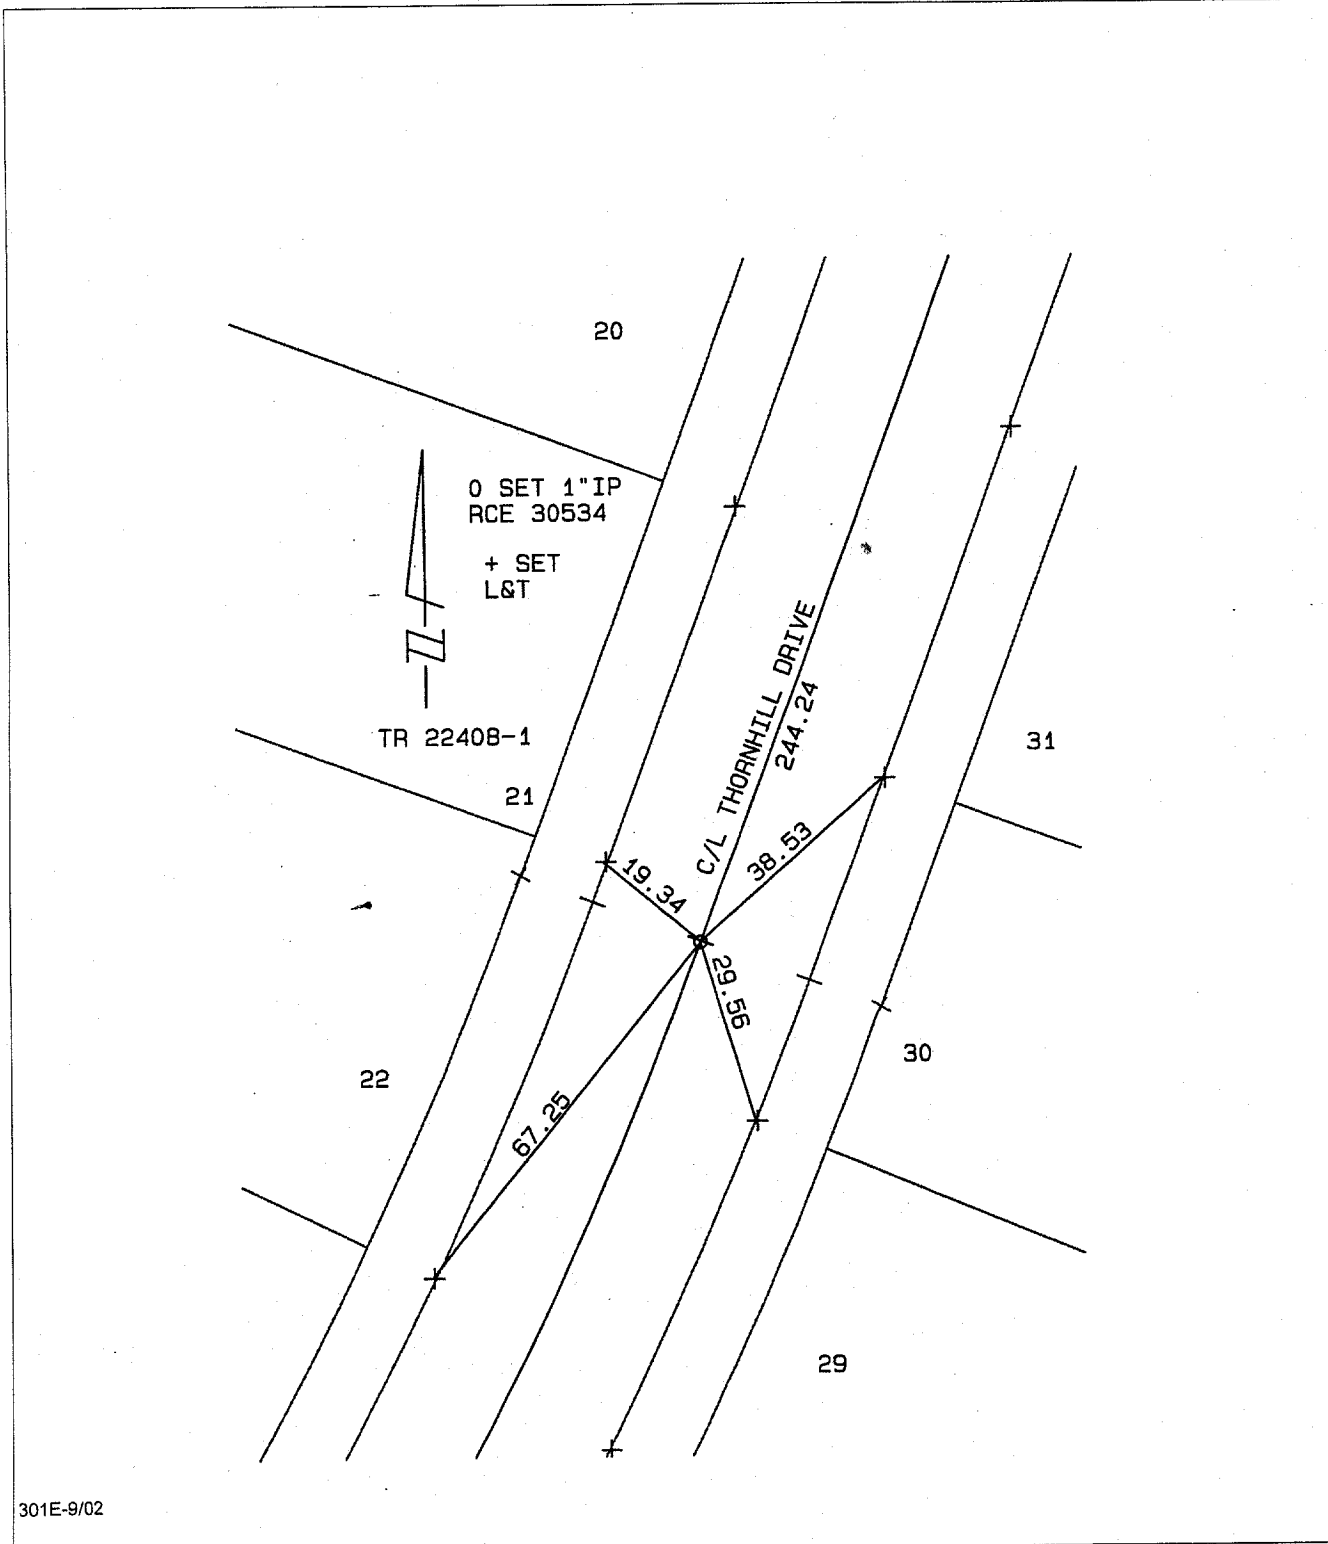 20
0 SET 1"IP
RCE 30534
+ SET
L&T
TR 22408-1
21
C/L THORNHILL DRIVE
244.24
31
38.53
19.34
29.56
30
22
67.25
29
301E-9/02